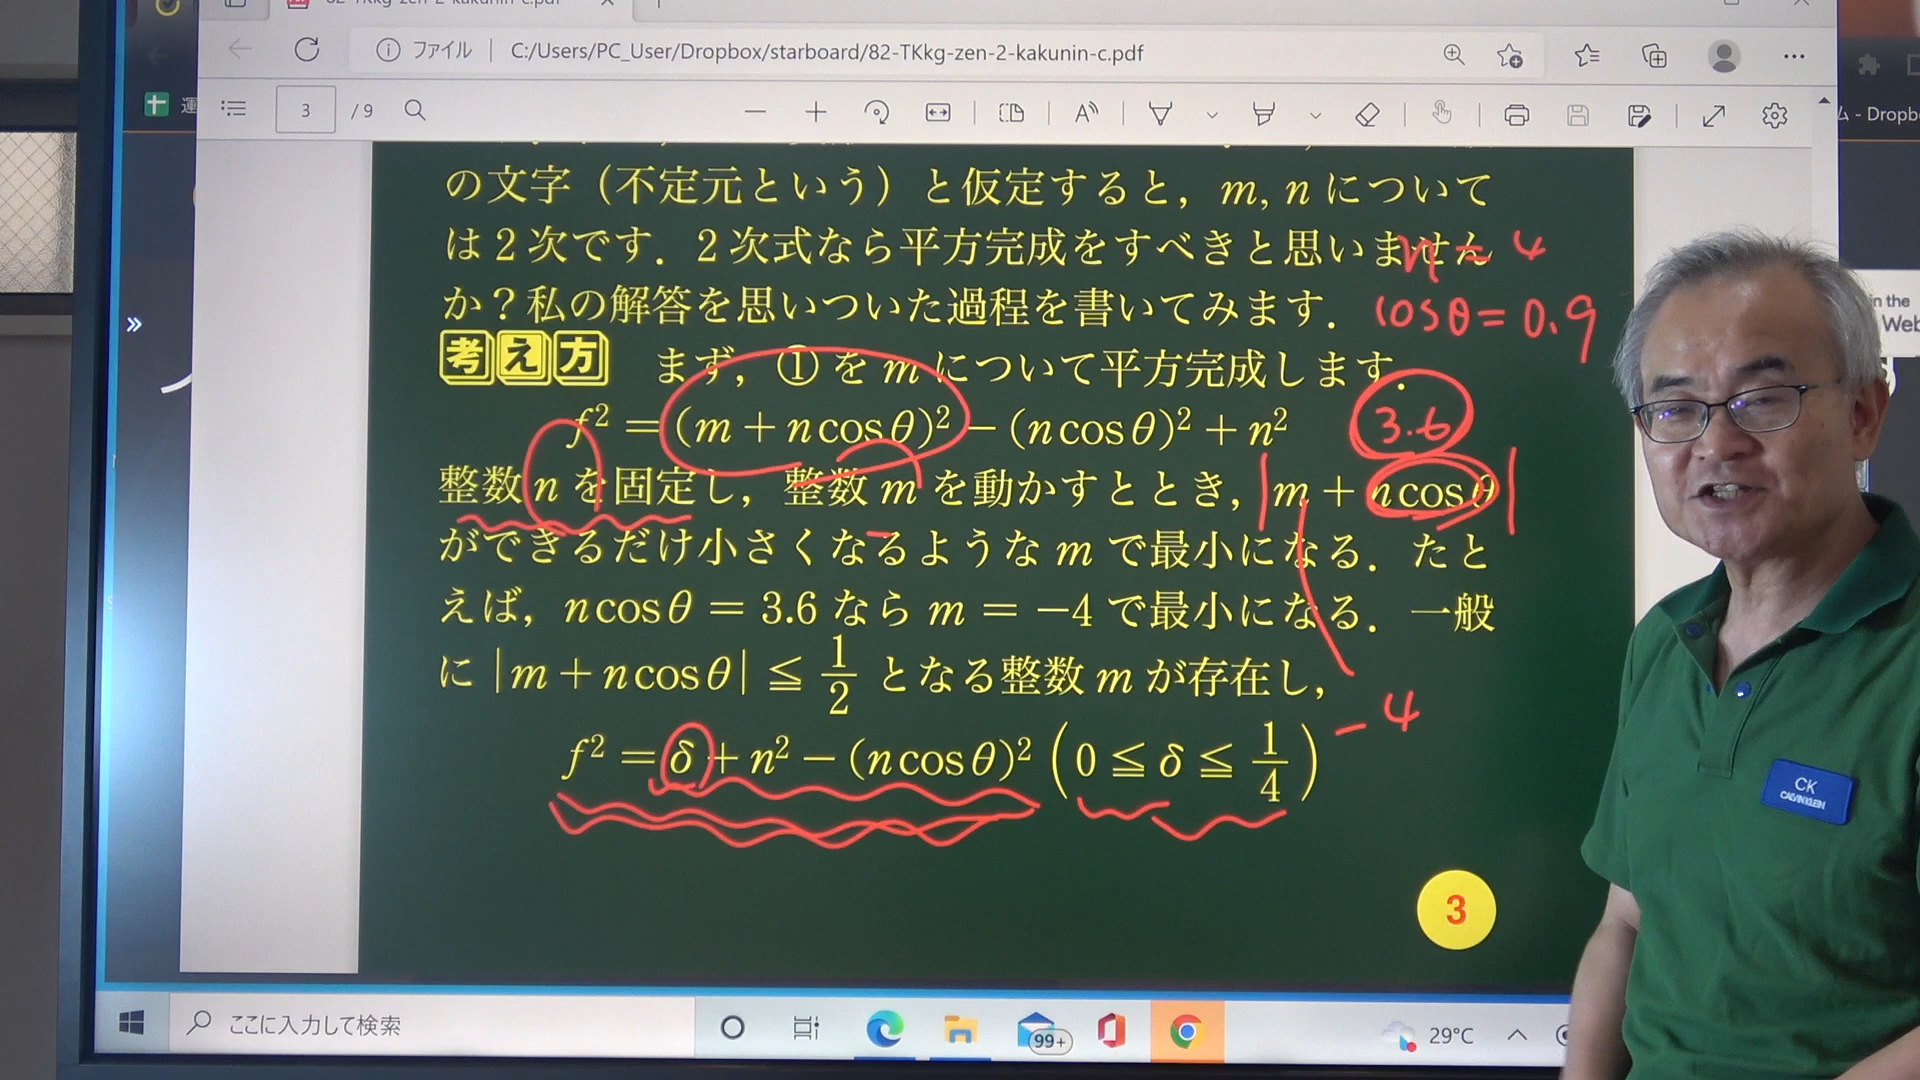 ファイル
C:/Users/PC_User/Dropbox/starboard/82-TKkg-zen-2-kakunin-c.pdf
3 / 9
の文字（不定元という）と仮定すると，m, n について
は２次です．２次式なら平方完成をすべきと思いません
n = 4
か？私の解答を思いついた過程を書いてみます．
cosθ = 0.9
考え方 まず，①を m について平方完成します．
f² = (m + n cos θ)² − (n cos θ)² + n²
3.6
整数 n を固定し，整数 m を動かすととき，|m + n cos θ|
ができるだけ小さくなるような m で最小になる．たと
えば，n cos θ = 3.6 なら m = −4 で最小になる．一般
に |m + n cos θ| ≦ 1/2 となる整数 m が存在し，
−4
f² = δ + n² − (n cos θ)² (0 ≦ δ ≦ 1/4)
3
CK
CALVIN KLEIN
ここに入力して検索
99+
29°C
運
- Dropb
in the
Web